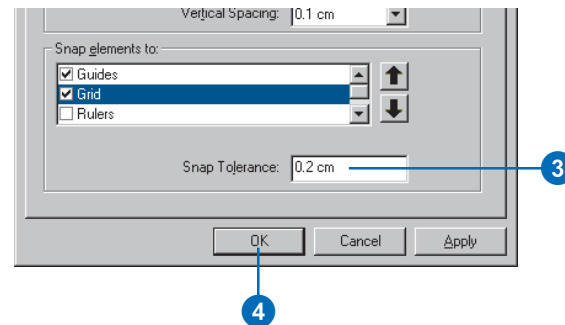 Vertical Spacing: 0.1 cm
Snap elements to:
Guides
Grid
Rulers
Snap Tolerance: 0.2 cm
3
OK Cancel Apply
4